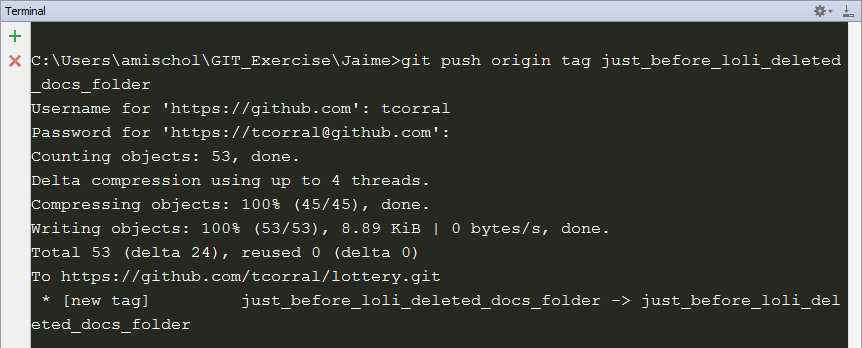 Terminal
C:\Users\amischol\GIT_Exercise\Jaime>git push origin tag just_before_loli_deleted
_docs_folder
Username for 'https://github.com': tcorral
Password for 'https://tcorral@github.com':
Counting objects: 53, done.
Delta compression using up to 4 threads.
Compressing objects: 100% (45/45), done.
Writing objects: 100% (53/53), 8.89 KiB | 0 bytes/s, done.
Total 53 (delta 24), reused 0 (delta 0)
To https://github.com/tcorral/lottery.git
 * [new tag]         just_before_loli_deleted_docs_folder -> just_before_loli_del
eted_docs_folder